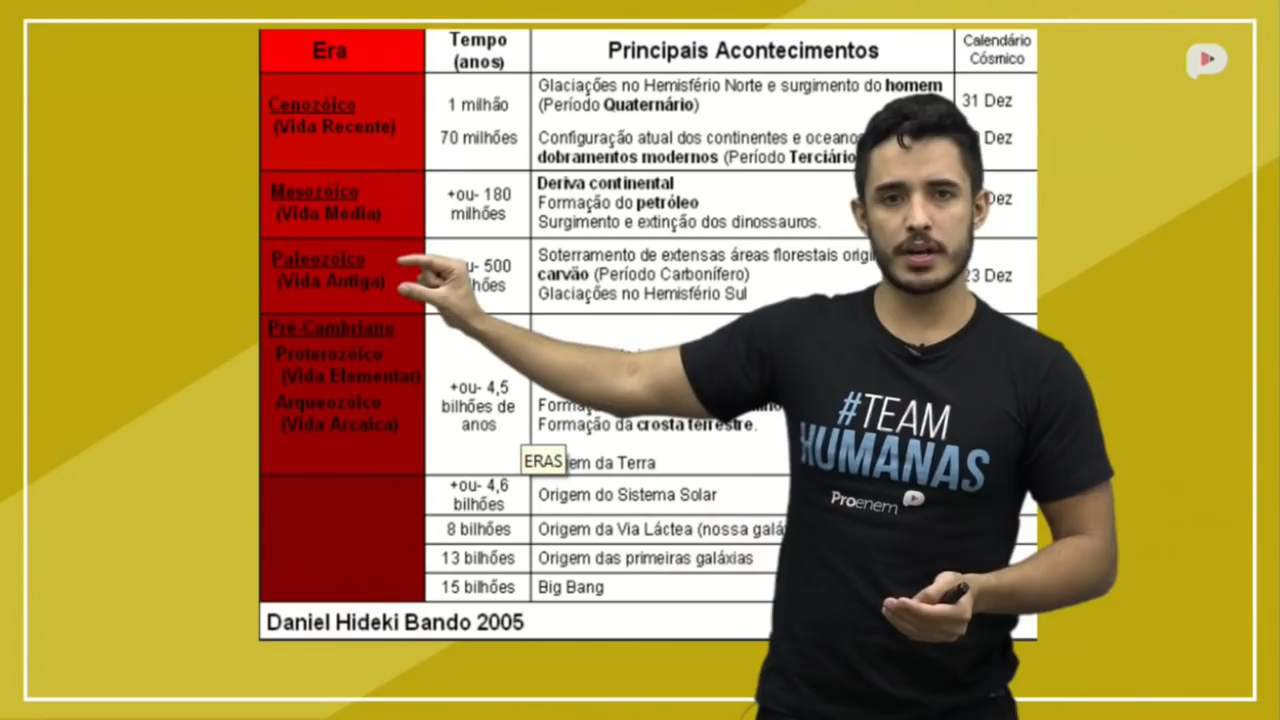 Era
Tempo
(anos)
Principais Acontecimentos
Calendário
Cósmico
Cenozóico
(Vida Recente)
1 milhão
70 milhões
Glaciações no Hemisfério Norte e surgimento do homem
(Período Quaternário)
Configuração atual dos continentes e oceanos
dobramentos modernos (Período Terciário
31 Dez
Dez
Mesozóico
(Vida Média)
+ou- 180
milhões
Deriva continental
Formação do petróleo
Surgimento e extinção dos dinossauros.
Dez
Paleozóico
(Vida Antiga)
500
Soterramento de extensas áreas florestais
carvão (Período Carbonífero)
Glaciações no Hemisfério Sul
23 Dez
Pré-Cambriano
Proterozóico
(Vida Elementar)
Arqueozóico
(Vida Arcaica)
+ou- 4,5
bilhões de
anos
Formação da crosta terrestre.
da Terra
ERAS
+ou- 4,6
bilhões
Origem do Sistema Solar
8 bilhões
Origem da Via Láctea (nossa
13 bilhões
Origem das primeiras galáxias
15 bilhões
Big Bang
Daniel Hideki Bando 2005
#TEAM
HUMANAS
Proenem